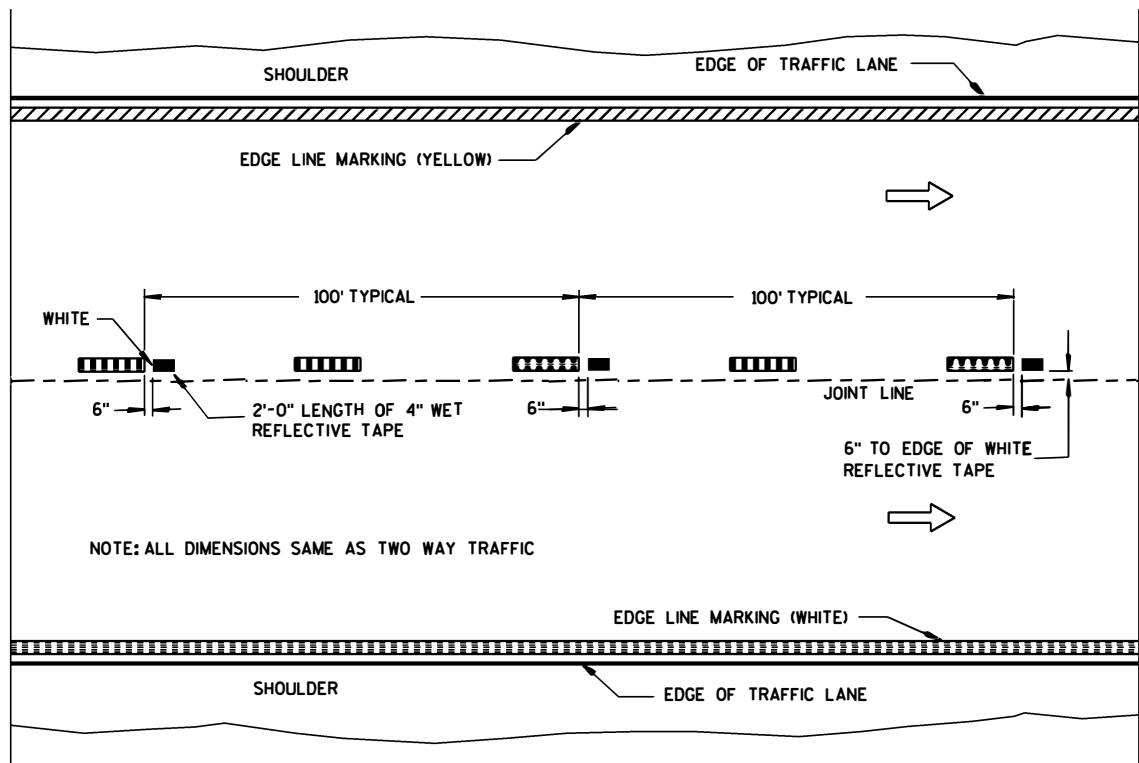 EDGE OF TRAFFIC LANE
SHOULDER
EDGE LINE MARKING (YELLOW)
100' TYPICAL
100' TYPICAL
WHITE
JOINT LINE
6"
2'-0" LENGTH OF 4" WET
REFLECTIVE TAPE
6"
6"
6" TO EDGE OF WHITE
REFLECTIVE TAPE
NOTE: ALL DIMENSIONS SAME AS TWO WAY TRAFFIC
EDGE LINE MARKING (WHITE)
SHOULDER
EDGE OF TRAFFIC LANE